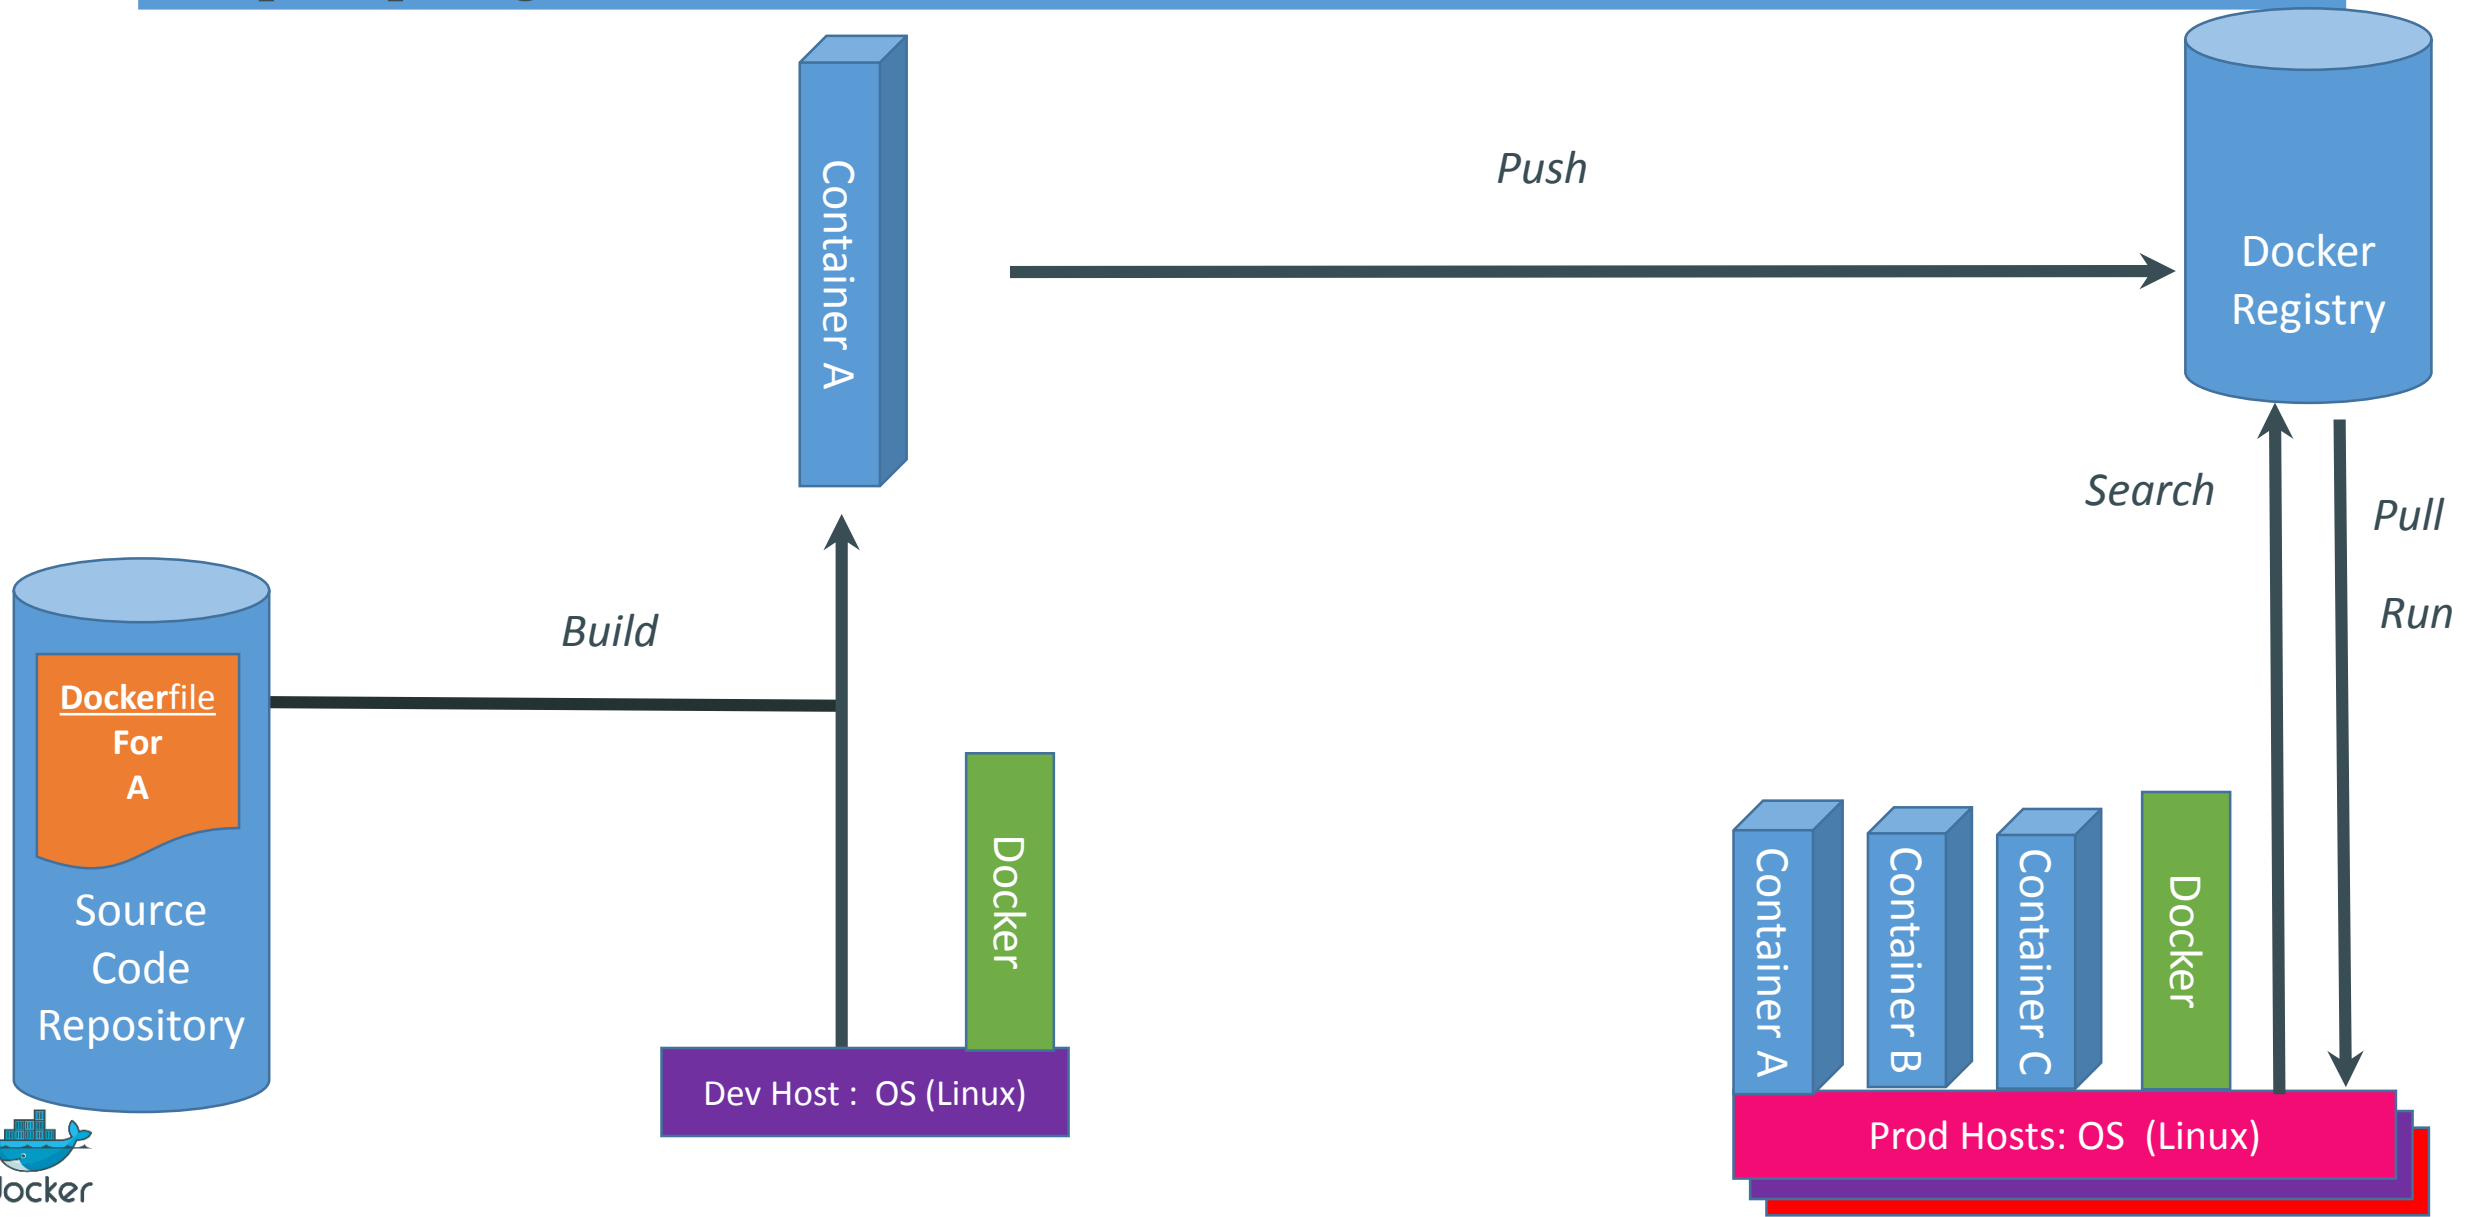 Container A
Push
Docker
Registry
Search
Pull
Run
Build
Dockerfile
For
A
Source
Code
Repository
Docker
Dev Host :  OS (Linux)
Container A
Container B
Container C
Docker
Prod Hosts: OS  (Linux)
docker